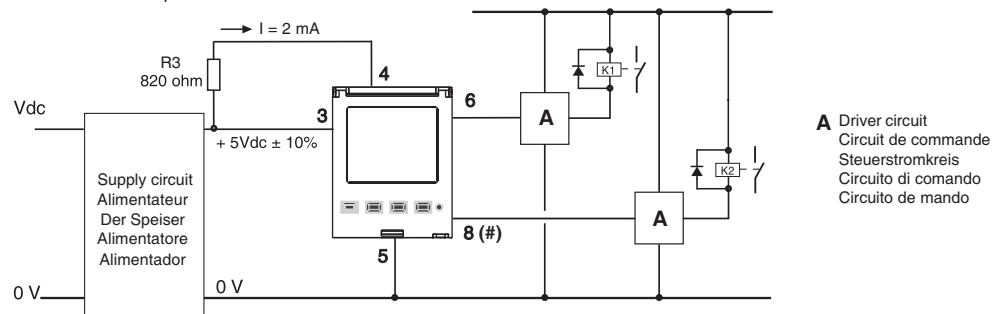 I = 2 mA
R3
820 ohm
4
Vdc
3
6
+ 5Vdc ± 10%
A
K1
A Driver circuit
Circuit de commande
Steuerstromkreis
Circuito di comando
Circuito de mando
K2
Supply circuit
Alimentateur
Der Speiser
Alimentatore
Alimentador
A
8 (#)
5
0 V
0 V